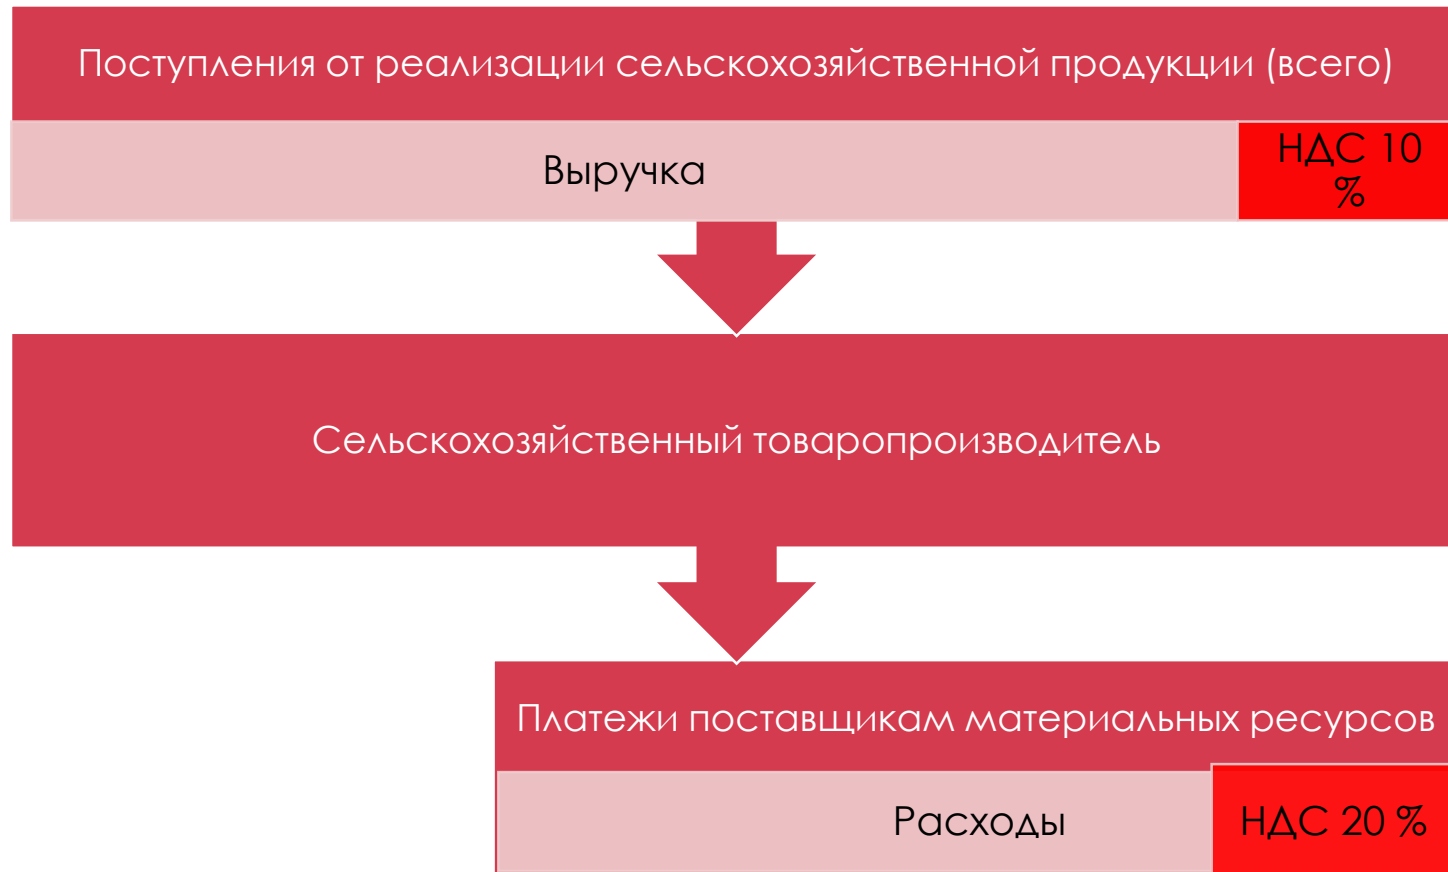 Поступления от реализации сельскохозяйственной продукции (всего)
Выручка
НДС 10
%
Сельскохозяйственный товаропроизводитель
Платежи поставщикам материальных ресурсов
Расходы
НДС 20 %